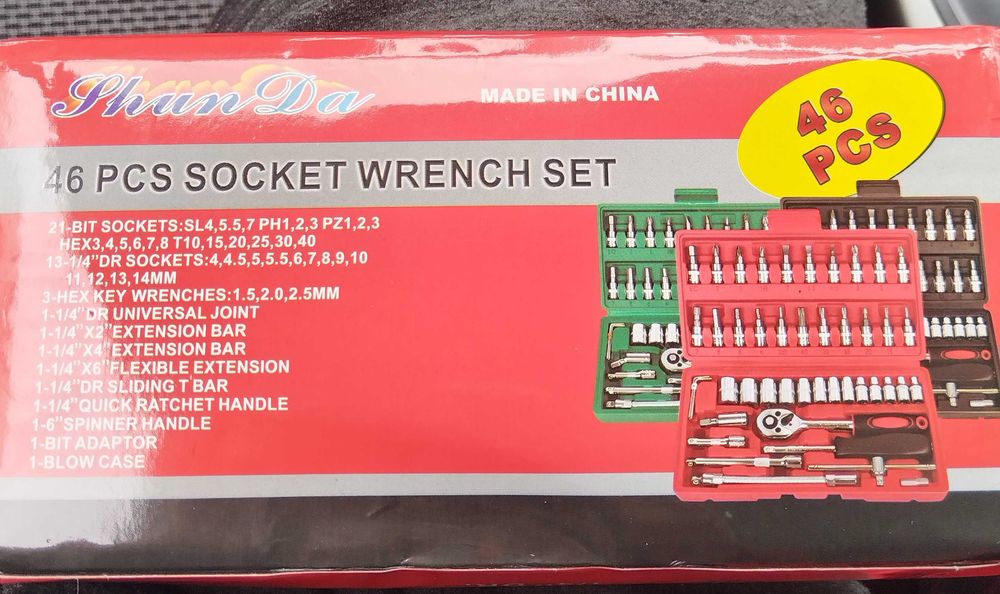 Shun Da
MADE IN CHINA
46
PCS
46 PCS SOCKET WRENCH SET
21-BIT SOCKETS:SL4,5.5,7 PH1,2,3 PZ1,2,3
HEX3,4,5,6,7,8 T10,15,20,25,30,40
13-1/4"DR SOCKETS:4,4.5,5,5.5,6,7,8,9,10
11,12,13,14MM
3-HEX KEY WRENCHES:1.5,2.0,2.5MM
1-1/4"DR UNIVERSAL JOINT
1-1/4"X2"EXTENSION BAR
1-1/4"X4"EXTENSION BAR
1-1/4"X6"FLEXIBLE EXTENSION
1-1/4"DR SLIDING T BAR
1-1/4"QUICK RATCHET HANDLE
1-6"SPINNER HANDLE
1-BIT ADAPTOR
1-BLOW CASE